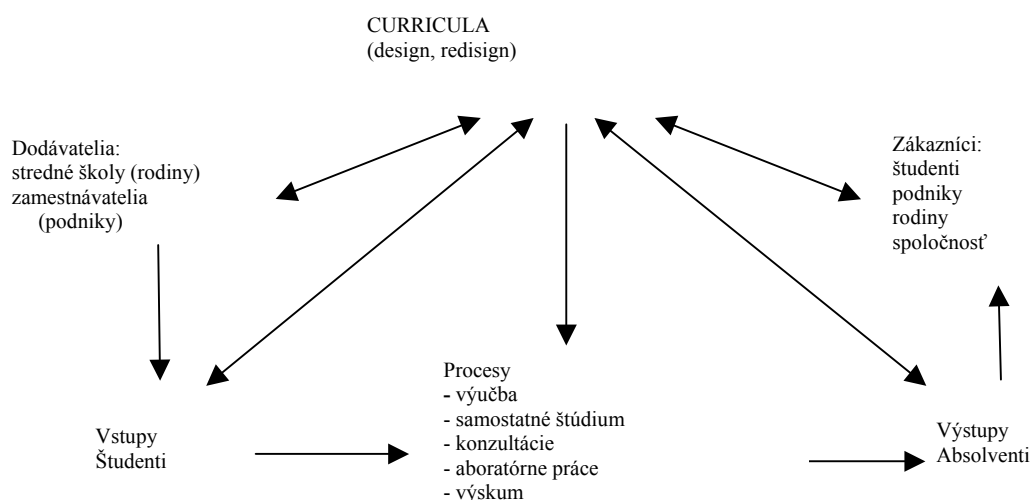 CURRICULA
(design, redisign)
Dodávatelia:
stredné školy (rodiny)
zamestnávatelia
(podniky)
Zákazníci:
študenti
podniky
rodiny
spoločnosť
Vstupy
Študenti
Procesy
- výučba
- samostatné štúdium
- konzultácie
- aboratórne práce
- výskum
Výstupy
Absolventi